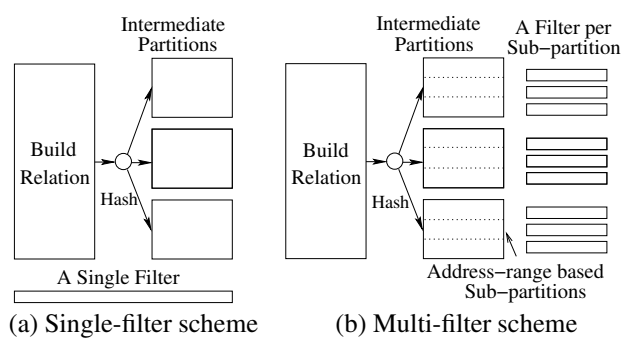 Intermediate
Partitions
Build
Relation
Hash
A Single Filter
(a) Single-filter scheme
Intermediate
Partitions
A Filter per
Sub−partition
Build
Relation
Hash
Address−range based
Sub−partitions
(b) Multi-filter scheme